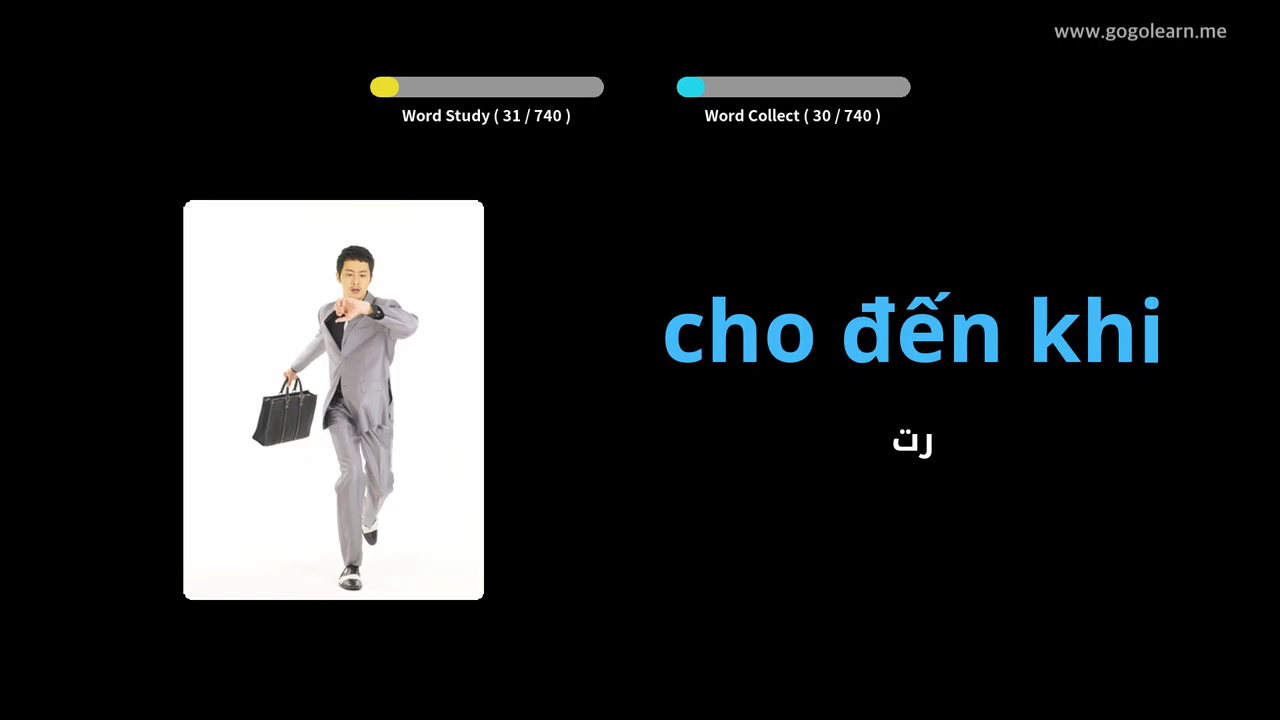 www.gogolearn.me
Word Study ( 31 / 740 )
Word Collect ( 30 / 740 )
cho đến khi
رت